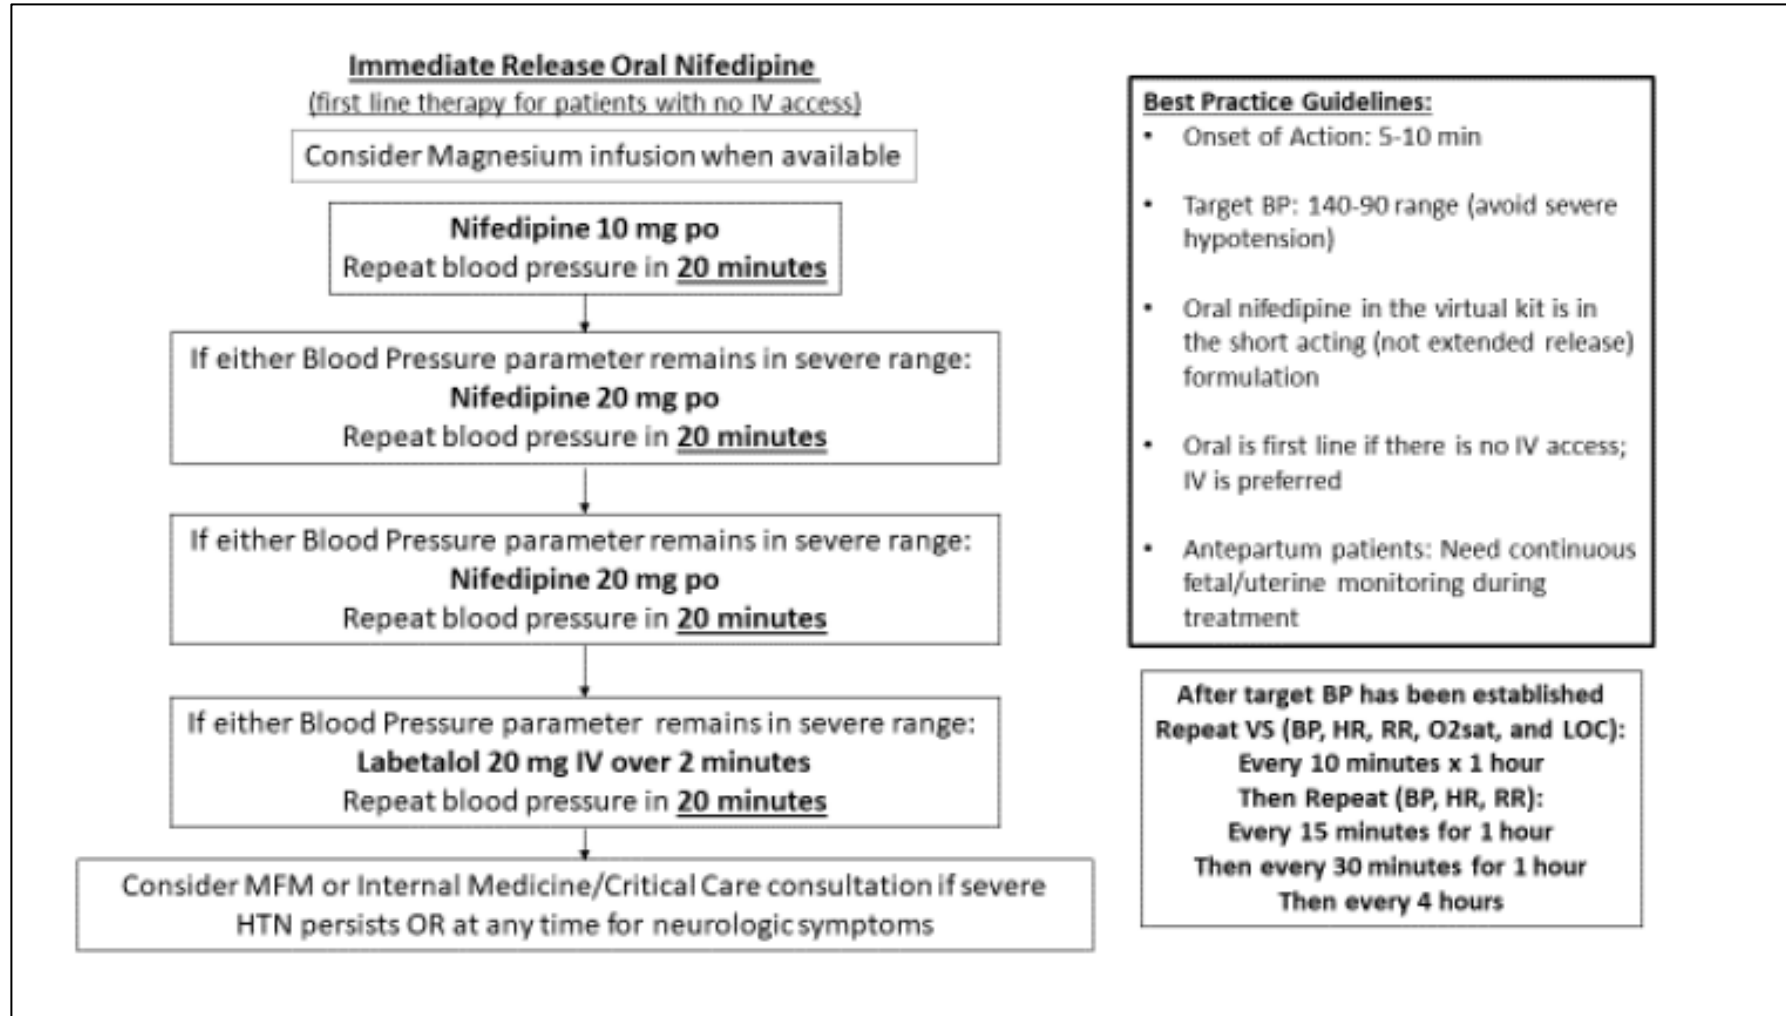 Immediate Release Oral Nifedipine
(first line therapy for patients with no IV access)
Consider Magnesium infusion when available
Nifedipine 10 mg po
Repeat blood pressure in 20 minutes
If either Blood Pressure parameter remains in severe range:
Nifedipine 20 mg po
Repeat blood pressure in 20 minutes
If either Blood Pressure parameter remains in severe range:
Nifedipine 20 mg po
Repeat blood pressure in 20 minutes
If either Blood Pressure parameter remains in severe range:
Labetalol 20 mg IV over 2 minutes
Repeat blood pressure in 20 minutes
Consider MFM or Internal Medicine/Critical Care consultation if severe
HTN persists OR at any time for neurologic symptoms
Best Practice Guidelines:
• Onset of Action: 5-10 min
• Target BP: 140-90 range (avoid severe
hypotension)
• Oral nifedipine in the virtual kit is in
the short acting (not extended release)
formulation
• Oral is first line if there is no IV access;
IV is preferred
• Antepartum patients: Need continuous
fetal/uterine monitoring during
treatment
After target BP has been established
Repeat VS (BP, HR, RR, O2sat, and LOC):
Every 10 minutes x 1 hour
Then Repeat (BP, HR, RR):
Every 15 minutes for 1 hour
Then every 30 minutes for 1 hour
Then every 4 hours